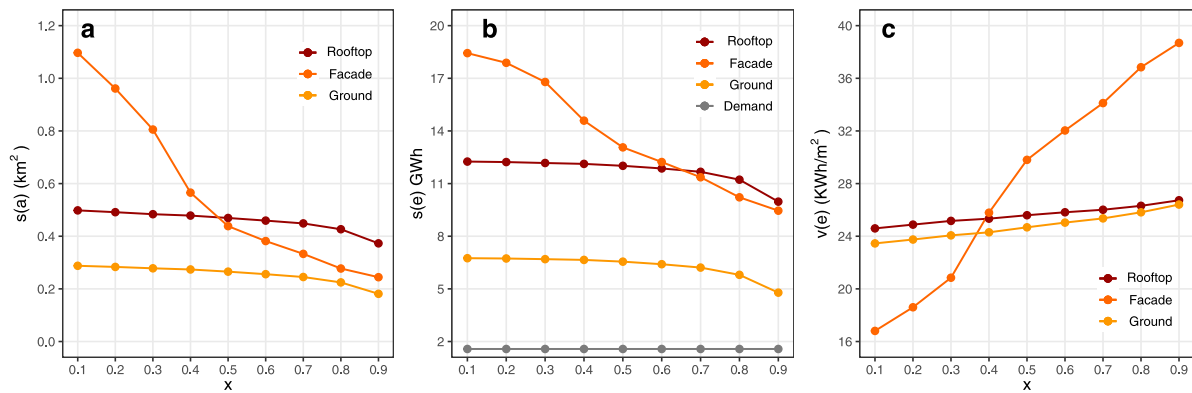 a
s(a) (km²)
1.2
1.0
0.8
0.6
0.4
0.2
0.0
0.1 0.2 0.3 0.4 0.5 0.6 0.7 0.8 0.9
x
Rooftop
Facade
Ground
b
s(e) GWh
20
17
14
11
8
5
2
0.1 0.2 0.3 0.4 0.5 0.6 0.7 0.8 0.9
Rooftop
Facade
Ground
Demand
c
v(e) (KWh/m²)
40
36
32
28
24
20
16
0.1 0.2 0.3 0.4 0.5 0.6 0.7 0.8 0.9
x
Rooftop
Facade
Ground